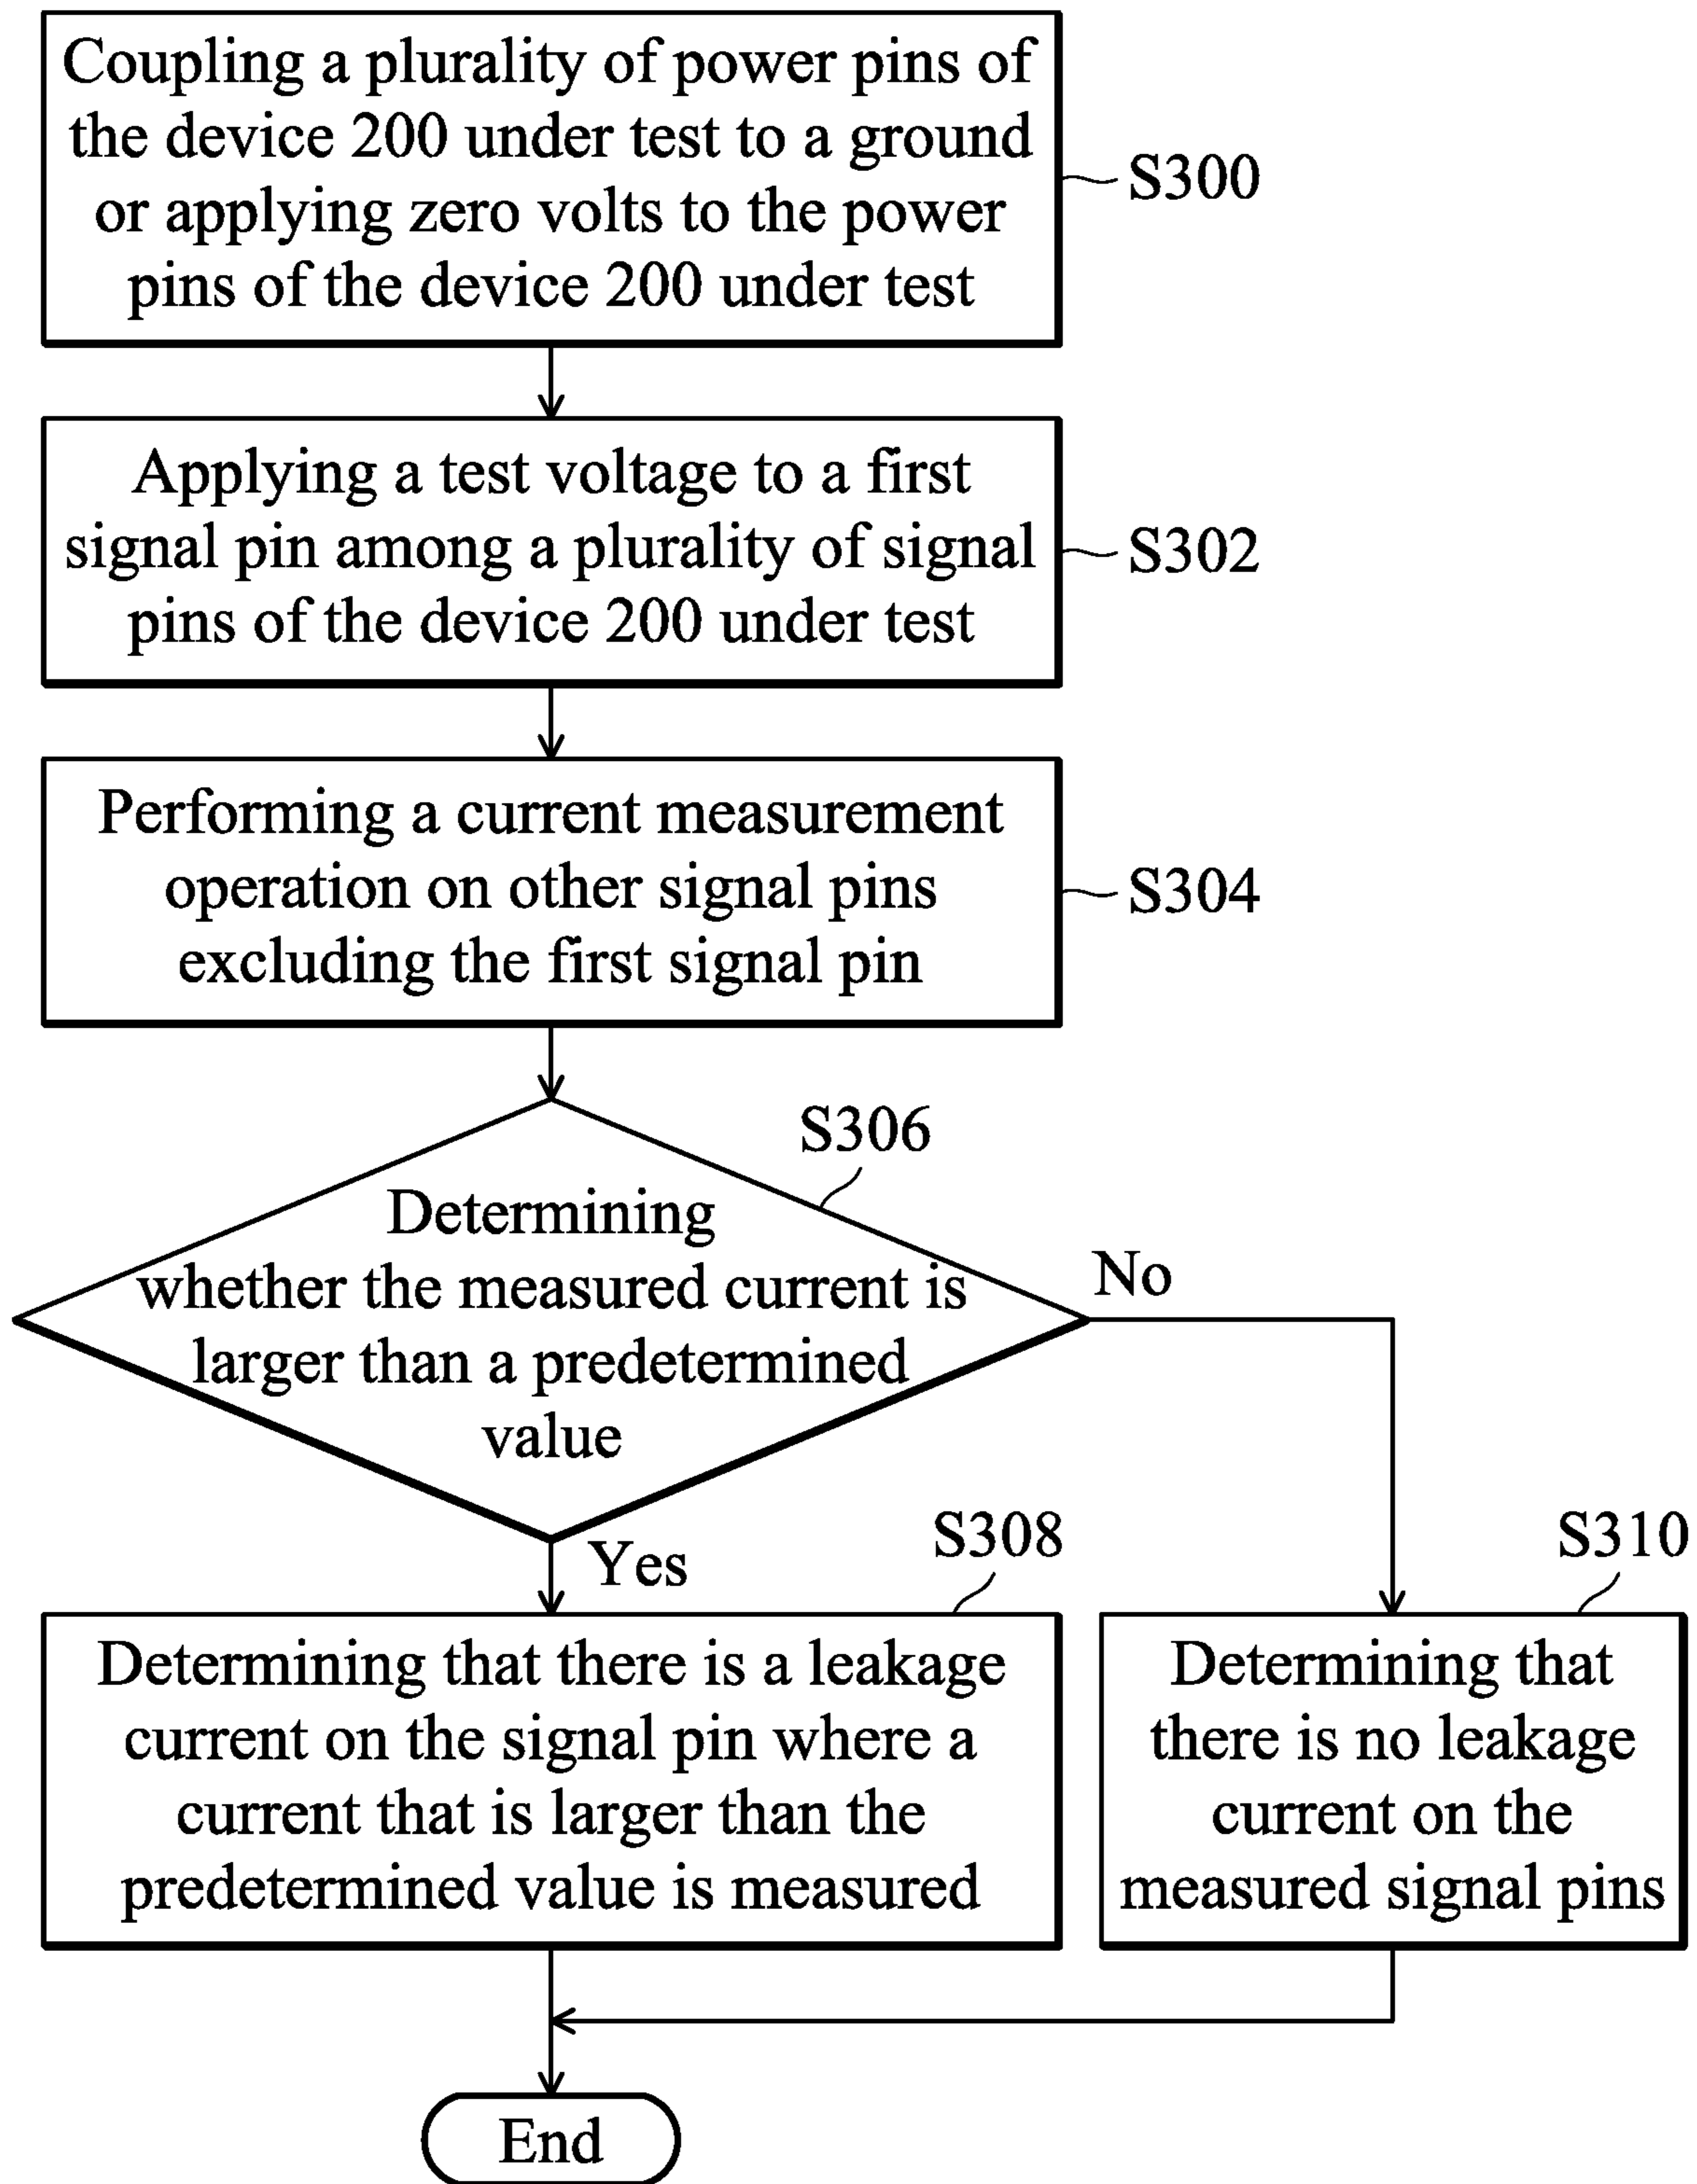 Coupling a plurality of power pins of
the device 200 under test to a ground
or applying zero volts to the power
pins of the device 200 under test
S300
Applying a test voltage to a first
signal pin among a plurality of signal
pins of the device 200 under test
S302
Performing a current measurement
operation on other signal pins
excluding the first signal pin
S304
S306
Determining
whether the measured current is
larger than a predetermined
value
No
Yes
S308
Determining that there is a leakage
current on the signal pin where a
current that is larger than the
predetermined value is measured
S310
Determining that
there is no leakage
current on the
measured signal pins
End